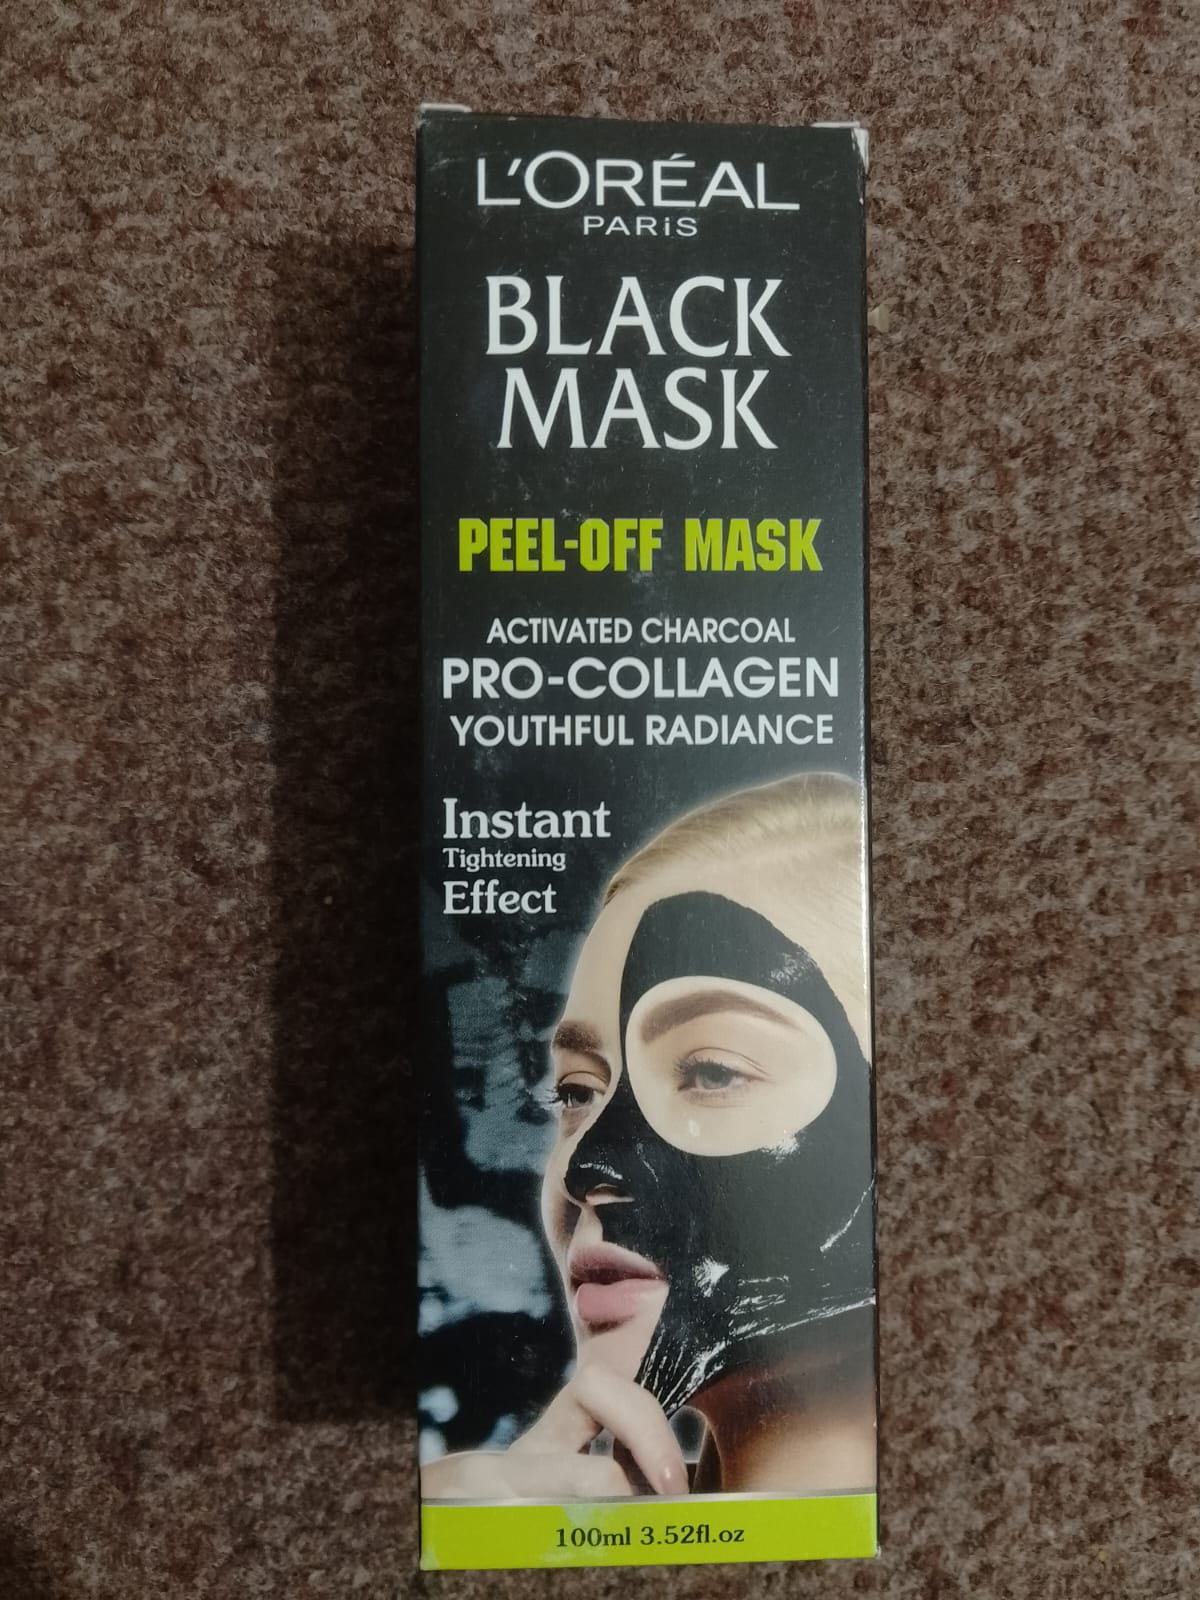 L'ORÉAL
PARiS
BLACK
MASK
PEEL-OFF MASK
ACTIVATED CHARCOAL
PRO-COLLAGEN
YOUTHFUL RADIANCE
Instant
Tightening
Effect
100ml 3.52fl.oz